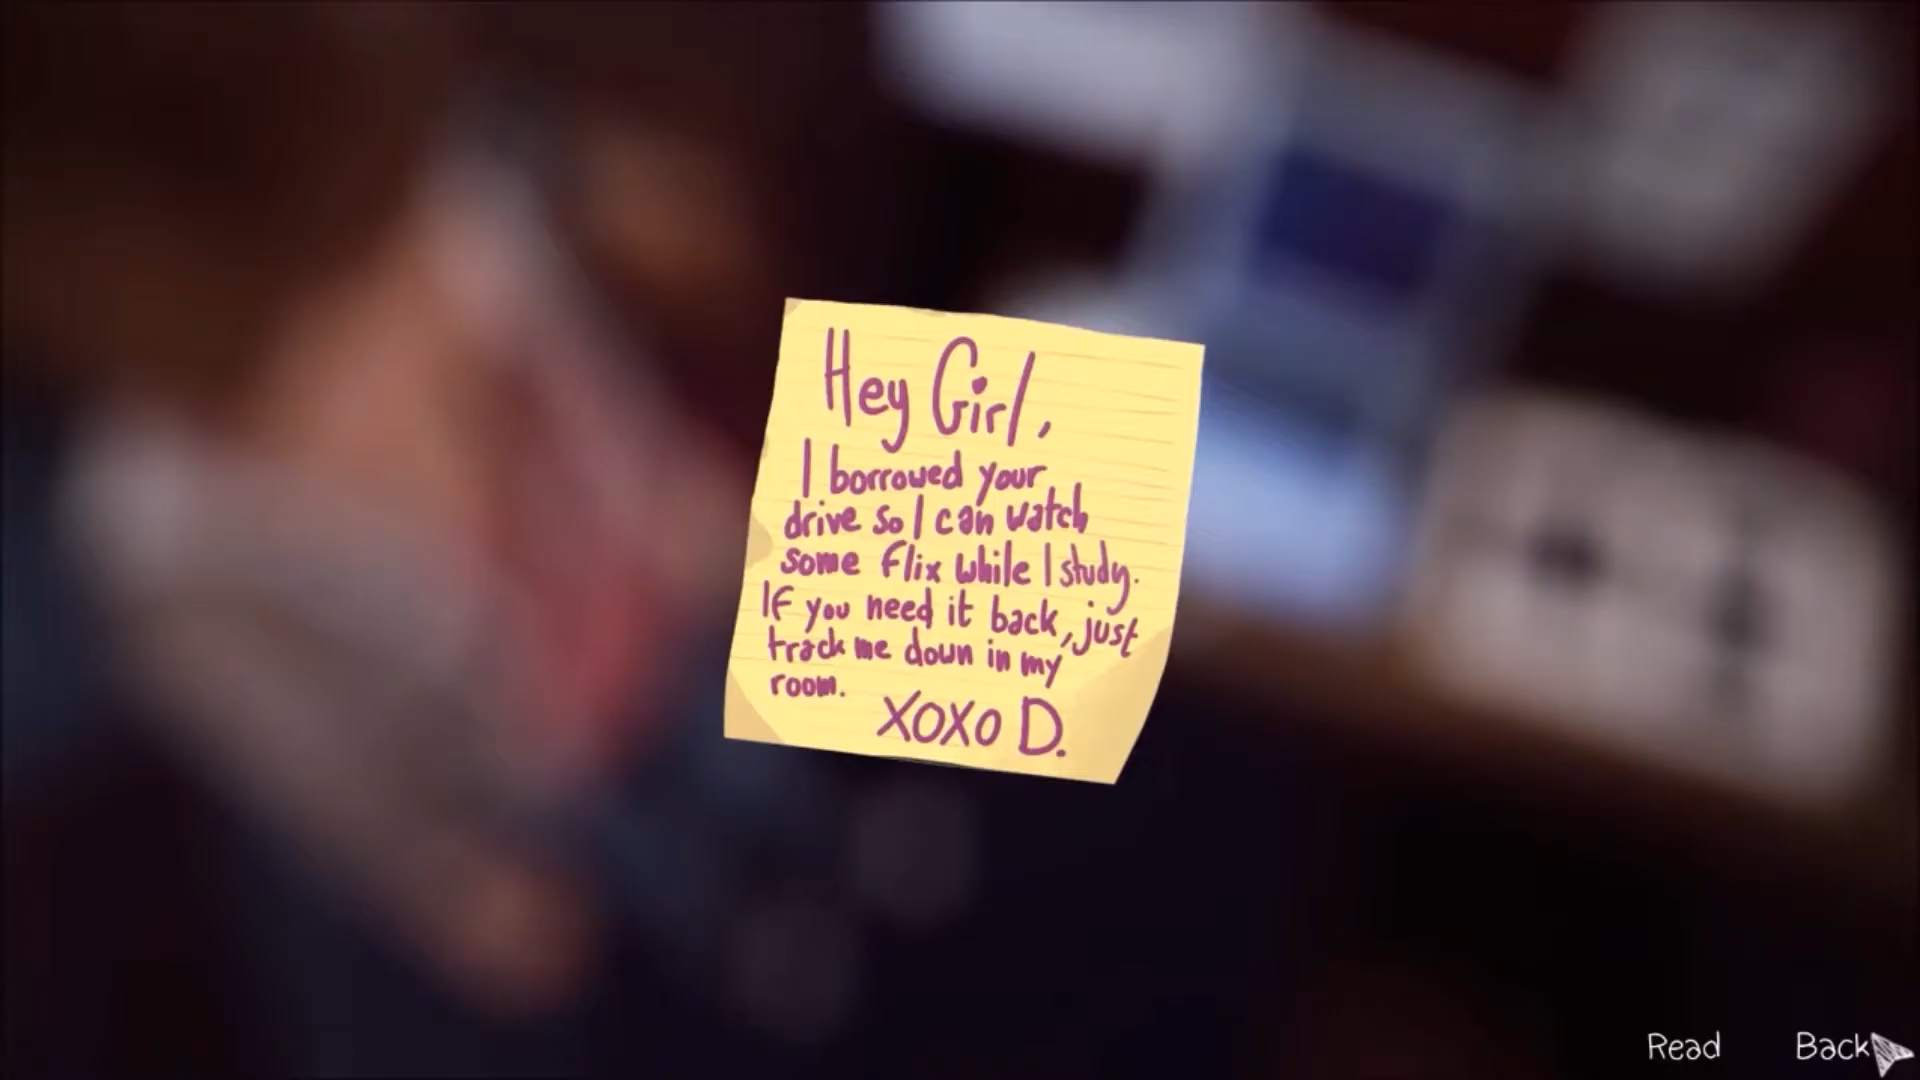 Hey Girl,
I borrowed your
drive so I can watch
some flix while I study.
If you need it back, just
track me down in my
room.
XOXO D.
Read
Back